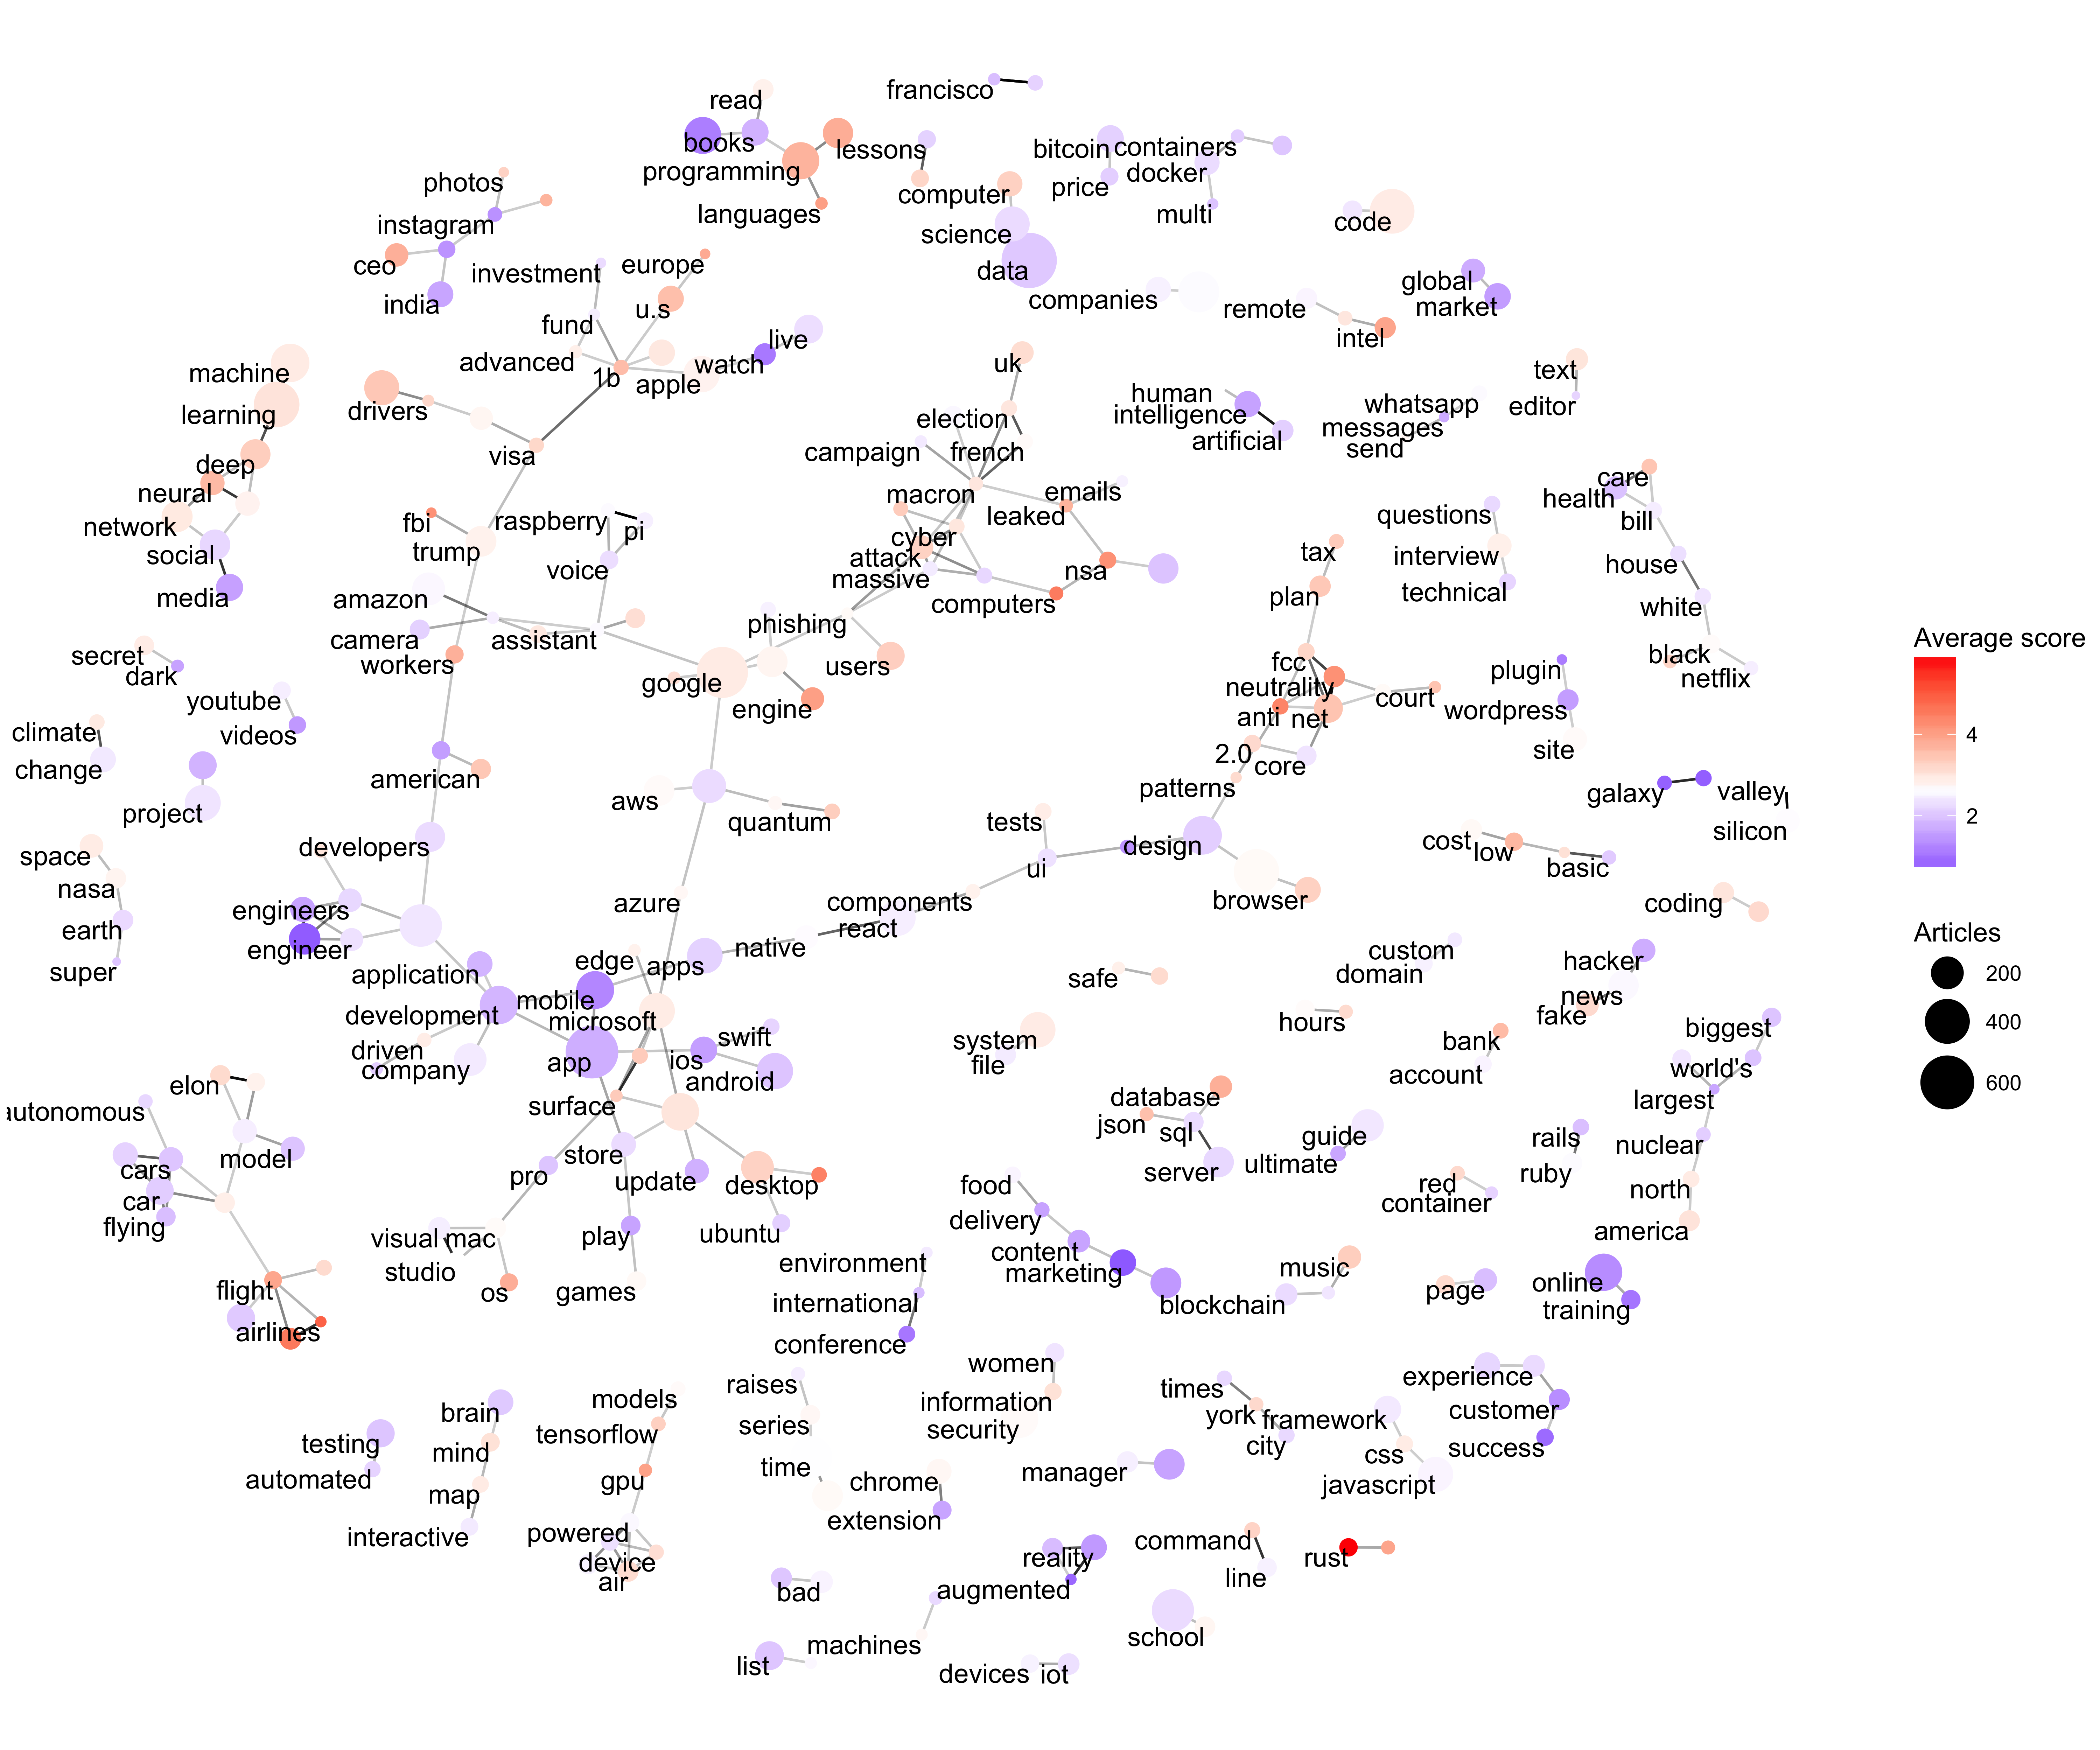 francisco
read
books
lessons
programming
languages
bitcoin
containers
docker
price
multi
computer
science
data
code
photos
instagram
ceo
india
investment
europe
u.s
fund
advanced
1b
apple
watch
live
companies
remote
intel
global
market
machine
learning
drivers
visa
uk
election
campaign
french
human
intelligence
artificial
text
editor
whatsapp
messages
send
deep
neural
network
social
media
fbi
trump
raspberry
pi
voice
macron
emails
leaked
cyber
attack
massive
nsa
computers
care
health
bill
house
white
black
netflix
questions
interview
technical
tax
plan
amazon
camera
workers
assistant
phishing
users
google
engine
secret
dark
youtube
videos
climate
change
project
fcc
neutrality
anti
net
court
2.0
core
patterns
plugin
wordpress
site
galaxy
valley
silicon
Average score
4
2
american
aws
quantum
tests
ui
design
browser
cost
low
basic
coding
space
nasa
earth
super
developers
engineers
engineer
azure
components
react
native
application
edge
apps
mobile
development
microsoft
driven
company
app
ios
swift
android
safe
custom
domain
hours
hacker
news
fake
Articles
200
400
600
system
file
bank
account
biggest
world's
largest
nuclear
north
america
elon
autonomous
cars
car
flying
model
surface
store
pro
update
desktop
ubuntu
database
json
sql
server
guide
ultimate
rails
ruby
red
container
food
delivery
content
marketing
visual
mac
studio
os
play
games
environment
international
conference
blockchain
music
page
online
training
flight
airlines
women
information
security
raises
series
time
models
tensorflow
gpu
powered
device
air
brain
mind
map
interactive
testing
automated
times
york
city
framework
css
javascript
experience
customer
success
manager
chrome
extension
command
line
rust
reality
augmented
bad
machines
list
devices
iot
school